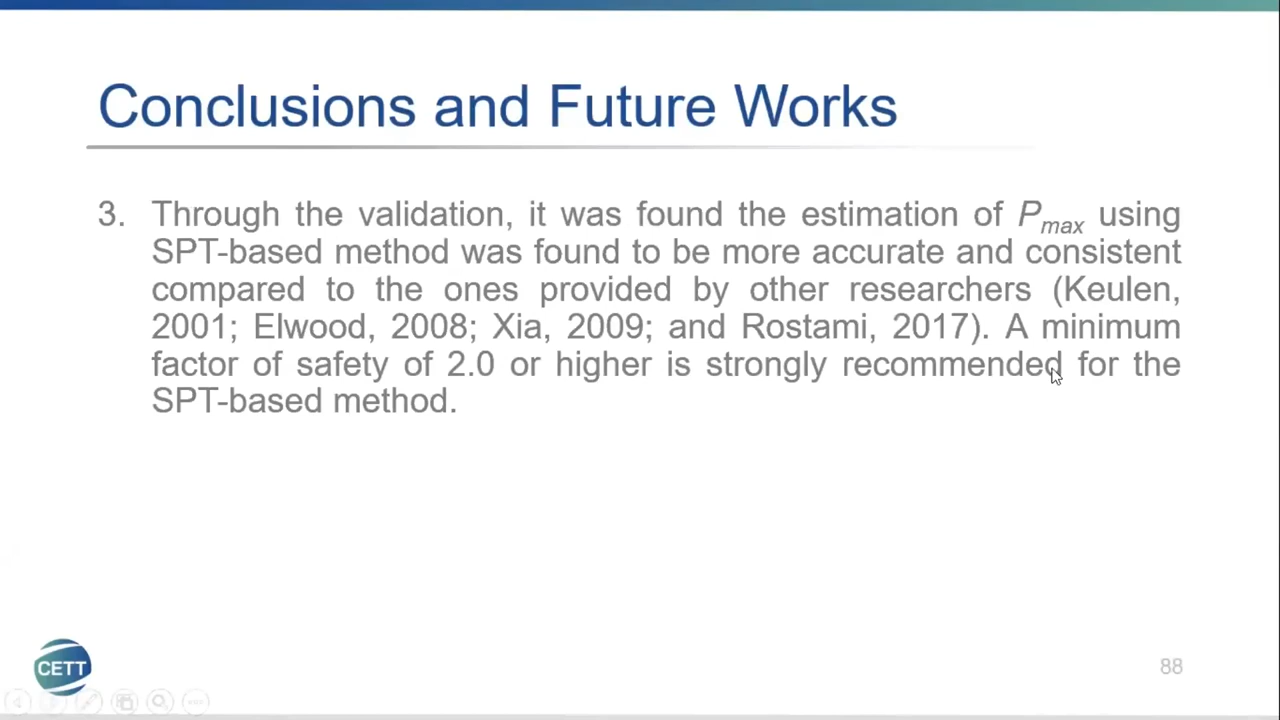 Conclusions and Future Works
3. Through the validation, it was found the estimation of Pmax using
SPT-based method was found to be more accurate and consistent
compared to the ones provided by other researchers (Keulen,
2001; Elwood, 2008; Xia, 2009; and Rostami, 2017). A minimum
factor of safety of 2.0 or higher is strongly recommended for the
SPT-based method.
CETT
88